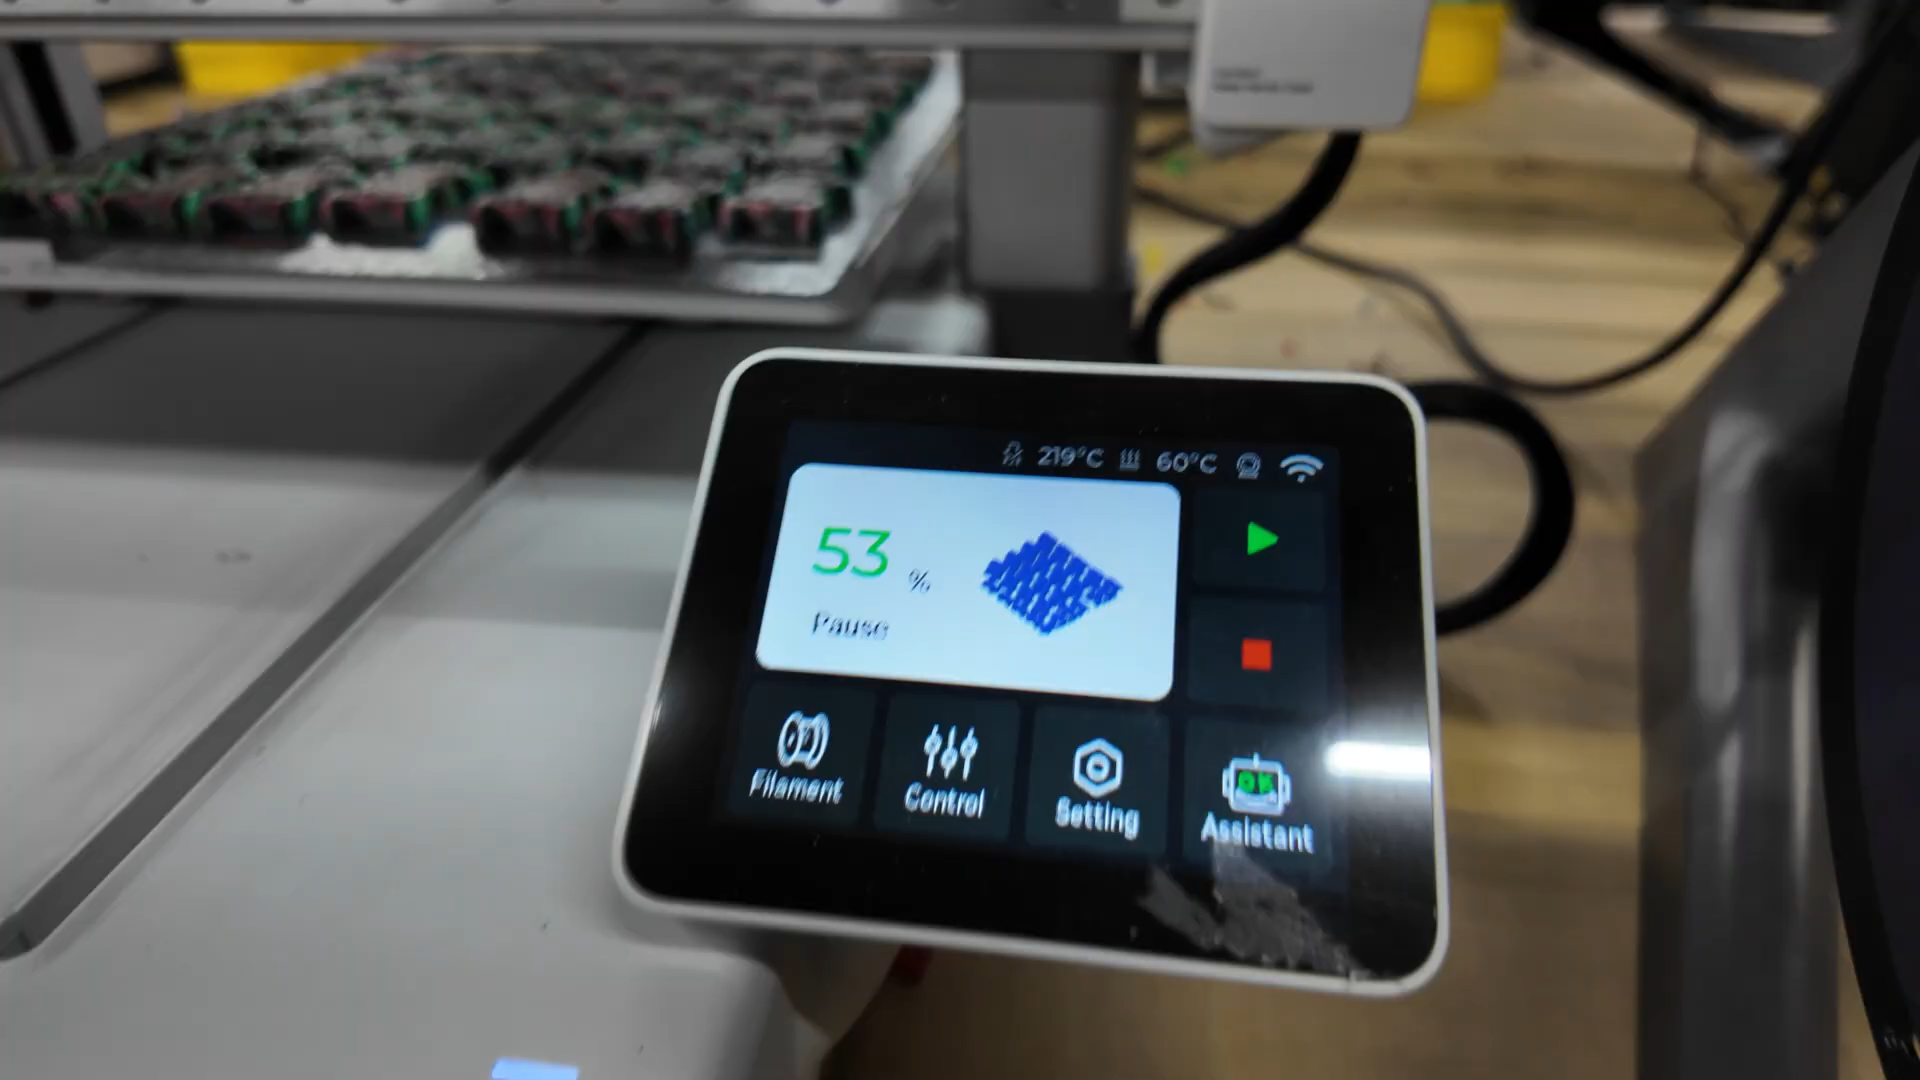 219°C 60°C
53 %
Pause
Filament Control Setting Assistant
OK